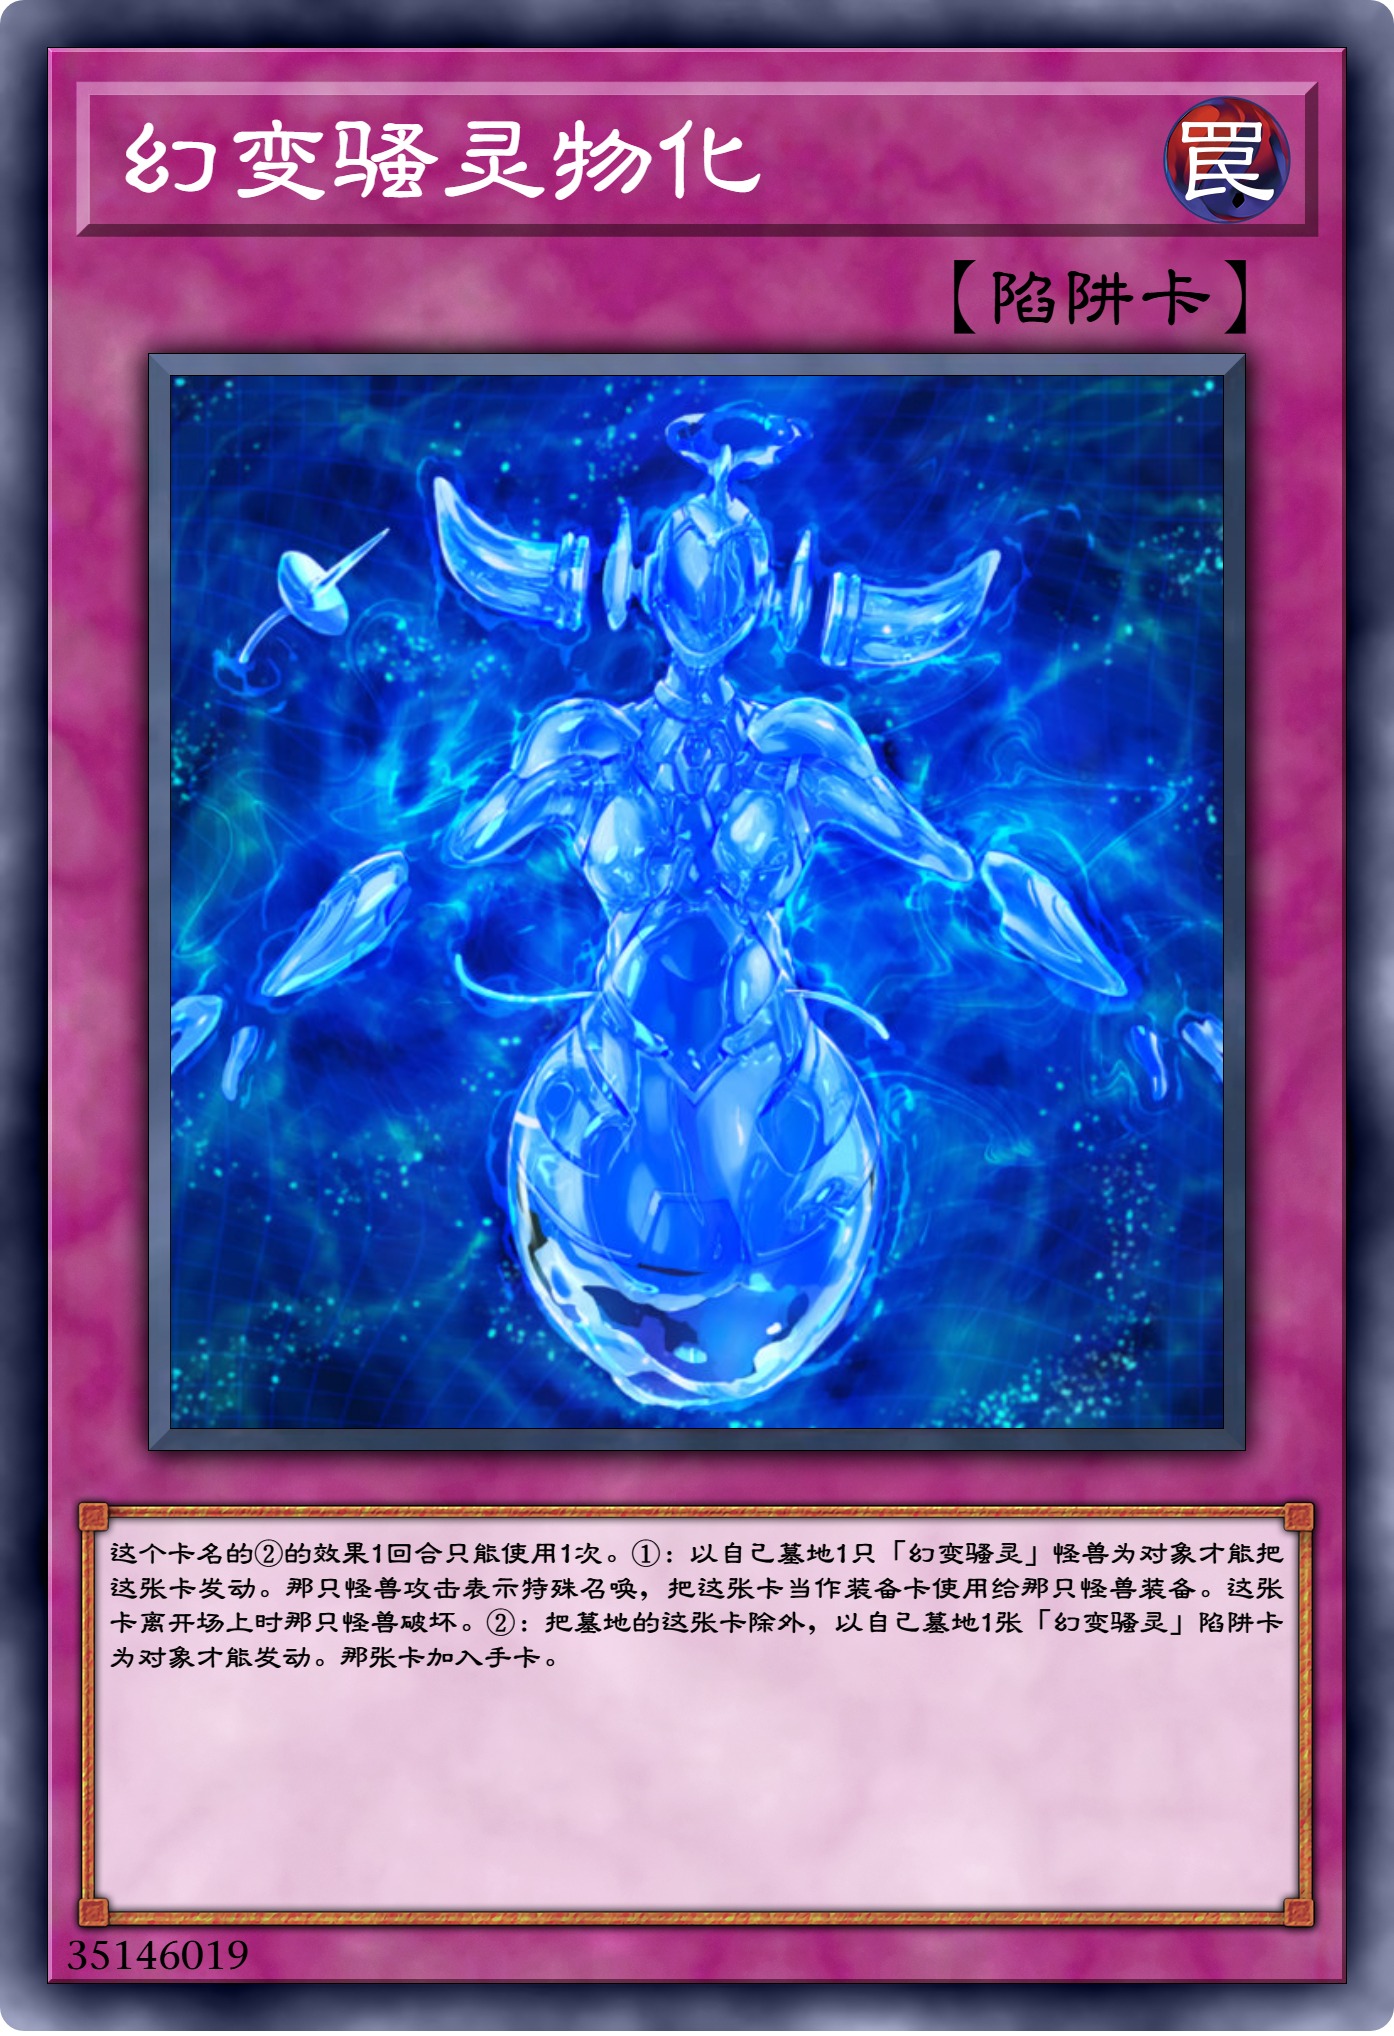 幻变骚灵物化
罠
【陷阱卡】
这个卡名的②的效果1回合只能使用1次。①：以自己墓地1只「幻变骚灵」怪兽为对象才能把
这张卡发动。那只怪兽攻击表示特殊召唤，把这张卡当作装备卡使用给那只怪兽装备。这张
卡离开场上时那只怪兽破坏。②：把墓地的这张卡除外，以自己墓地1张「幻变骚灵」陷阱卡
为对象才能发动。那张卡加入手卡。
35146019